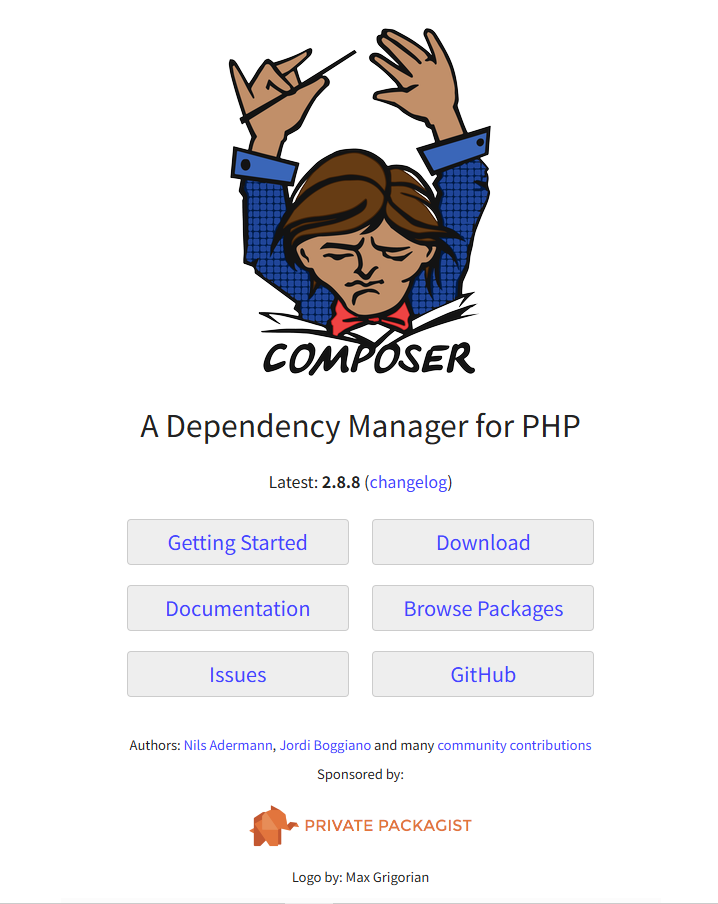 COMPOSER
A Dependency Manager for PHP
Latest: 2.8.8 (changelog)
Getting Started
Download
Documentation
Browse Packages
Issues
GitHub
Authors: Nils Adermann, Jordi Boggiano and many community contributions
Sponsored by:
PRIVATE PACKAGIST
Logo by: Max Grigorian